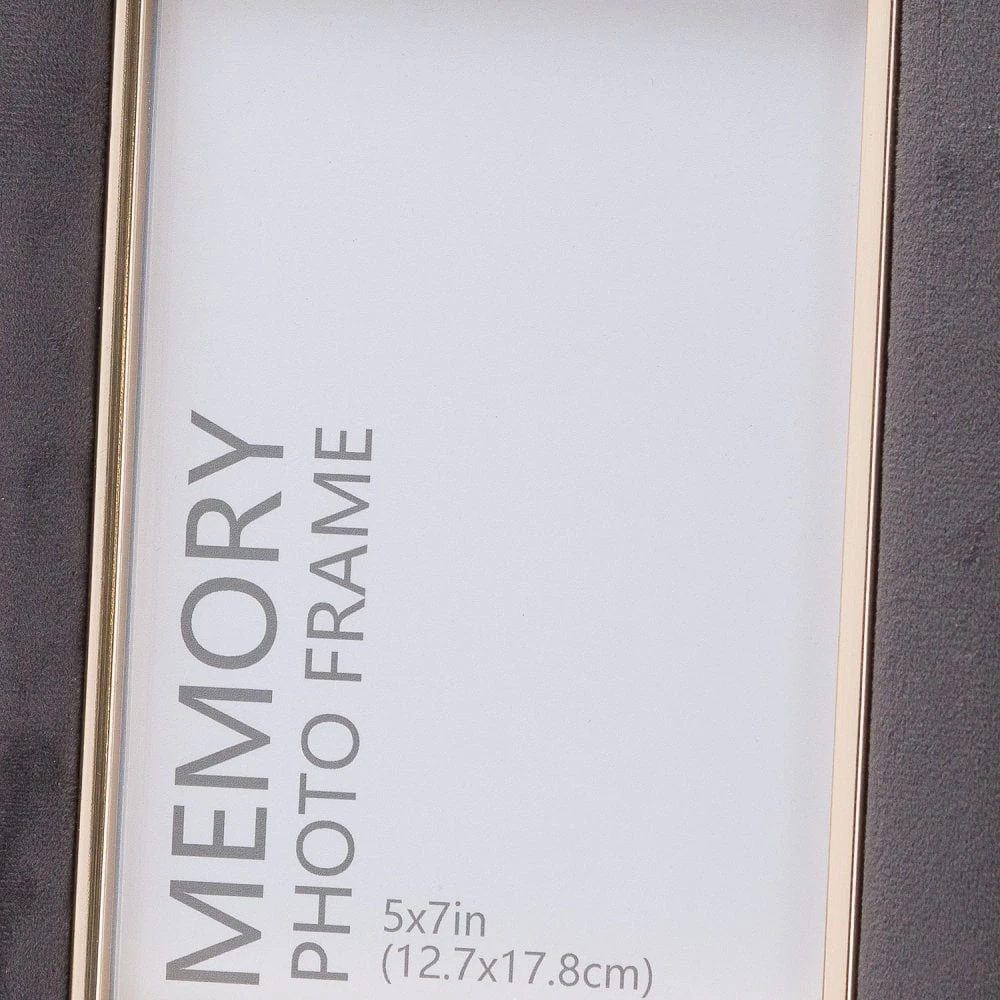 MEMORY
PHOTO FRAME
5x7in
(12.7x17.8cm)